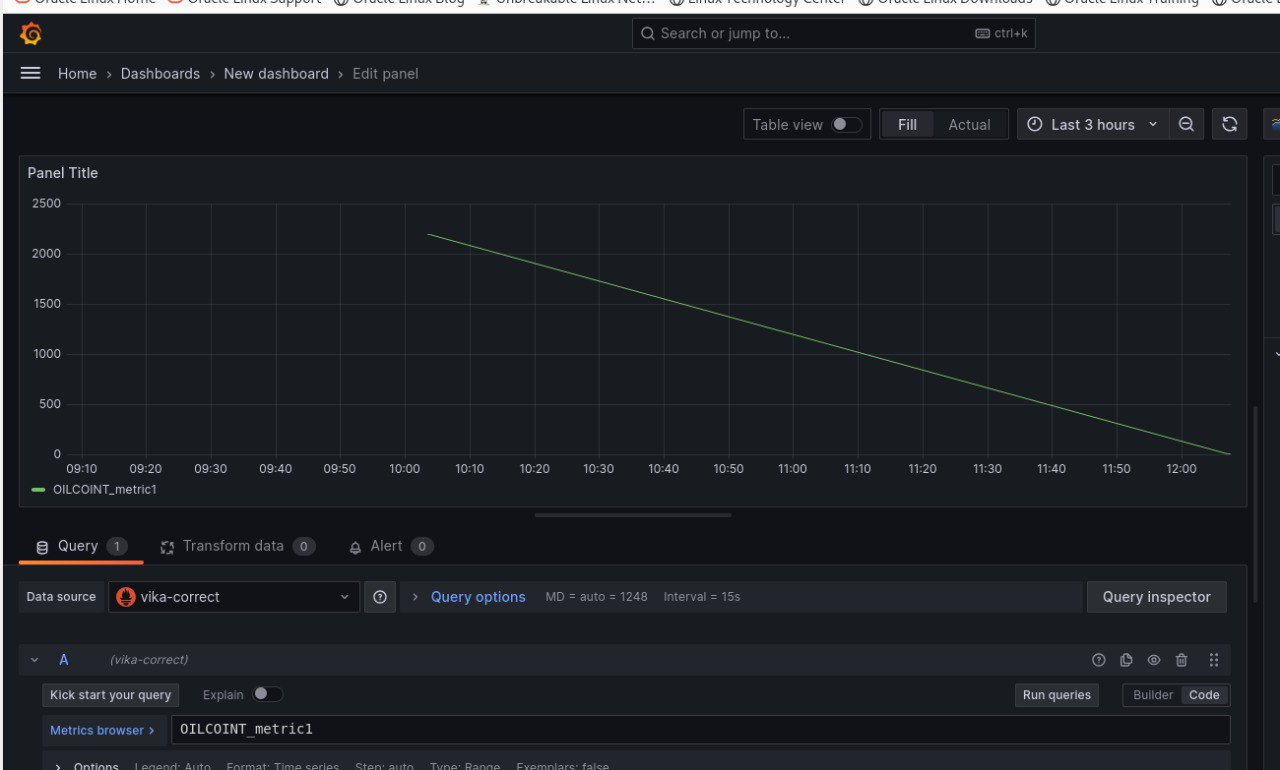 Oracle Linux Home Oracle Linux Support Oracle Linux Blog Unbreakable Linux Net... Linux Technology Center Oracle Linux Downloads Oracle Linux Training
Search or jump to... ctrl+k
Home › Dashboards › New dashboard › Edit panel
Table view Fill Actual Last 3 hours
Panel Title
2500
2000
1500
1000
500
0
09:10 09:20 09:30 09:40 09:50 10:00 10:10 10:20 10:30 10:40 10:50 11:00 11:10 11:20 11:30 11:40 11:50 12:00
OILCOINT_metric1
Query 1 Transform data 0 Alert 0
Data source vika-correct › Query options MD = auto = 1248 Interval = 15s Query inspector
A (vika-correct)
Kick start your query Explain Run queries Builder Code
Metrics browser › OILCOINT_metric1
› Options Legend: Auto Format: Time series Step: auto Type: Range Exemplars: false